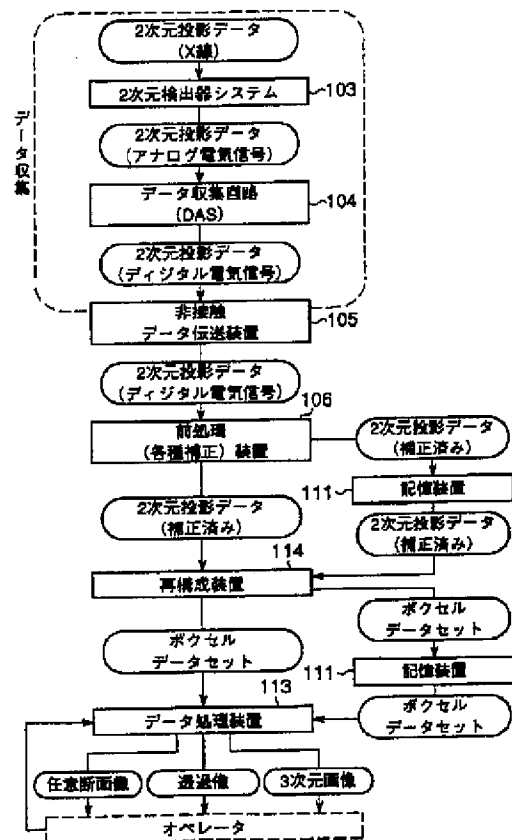 2次元投影データ
(X線)
2次元検出器システム
103
2次元投影データ
(アナログ電気信号)
データ収集
データ収集回路
(DAS)
104
2次元投影データ
(ディジタル電気信号)
非接触
データ伝送装置
105
2次元投影データ
(ディジタル電気信号)
106
前処理
(各種補正)装置
2次元投影データ
(補正済み)
111
記憶装置
2次元投影データ
(補正済み)
2次元投影データ
(補正済み)
114
再構成装置
ボクセル
データセット
ボクセル
データセット
111
記憶装置
113
データ処理装置
ボクセル
データセット
任意断面像
透過像
3次元画像
オペレータ